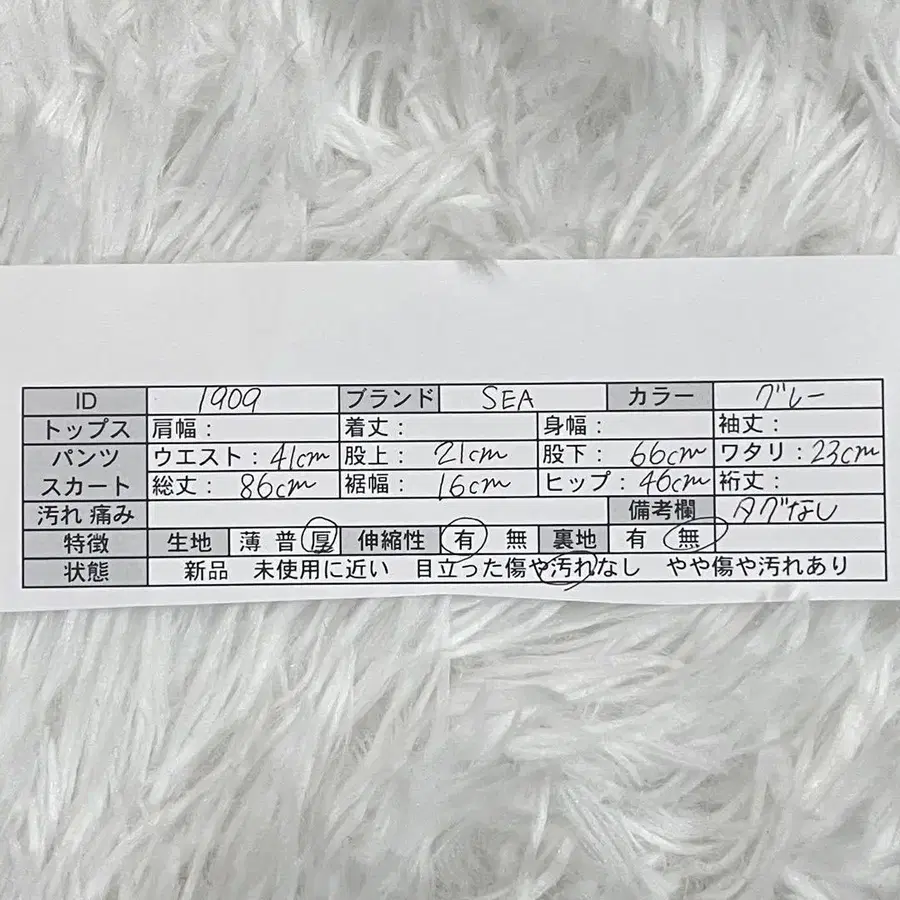 ID 1909 ブランド SEA カラー グレー
トップス 肩幅： 着丈： 身幅： 袖丈：
パンツ ウエスト：41cm 股上：21cm 股下：66cm ワタリ：23cm
スカート 総丈：86cm 裾幅：16cm ヒップ：46cm 裄丈：
汚れ 痛み 備考欄 タグなし
特徴 生地 薄 普 厚 伸縮性 有 無 裏地 有 無
状態 新品 未使用に近い 目立った傷や汚れなし やや傷や汚れあり